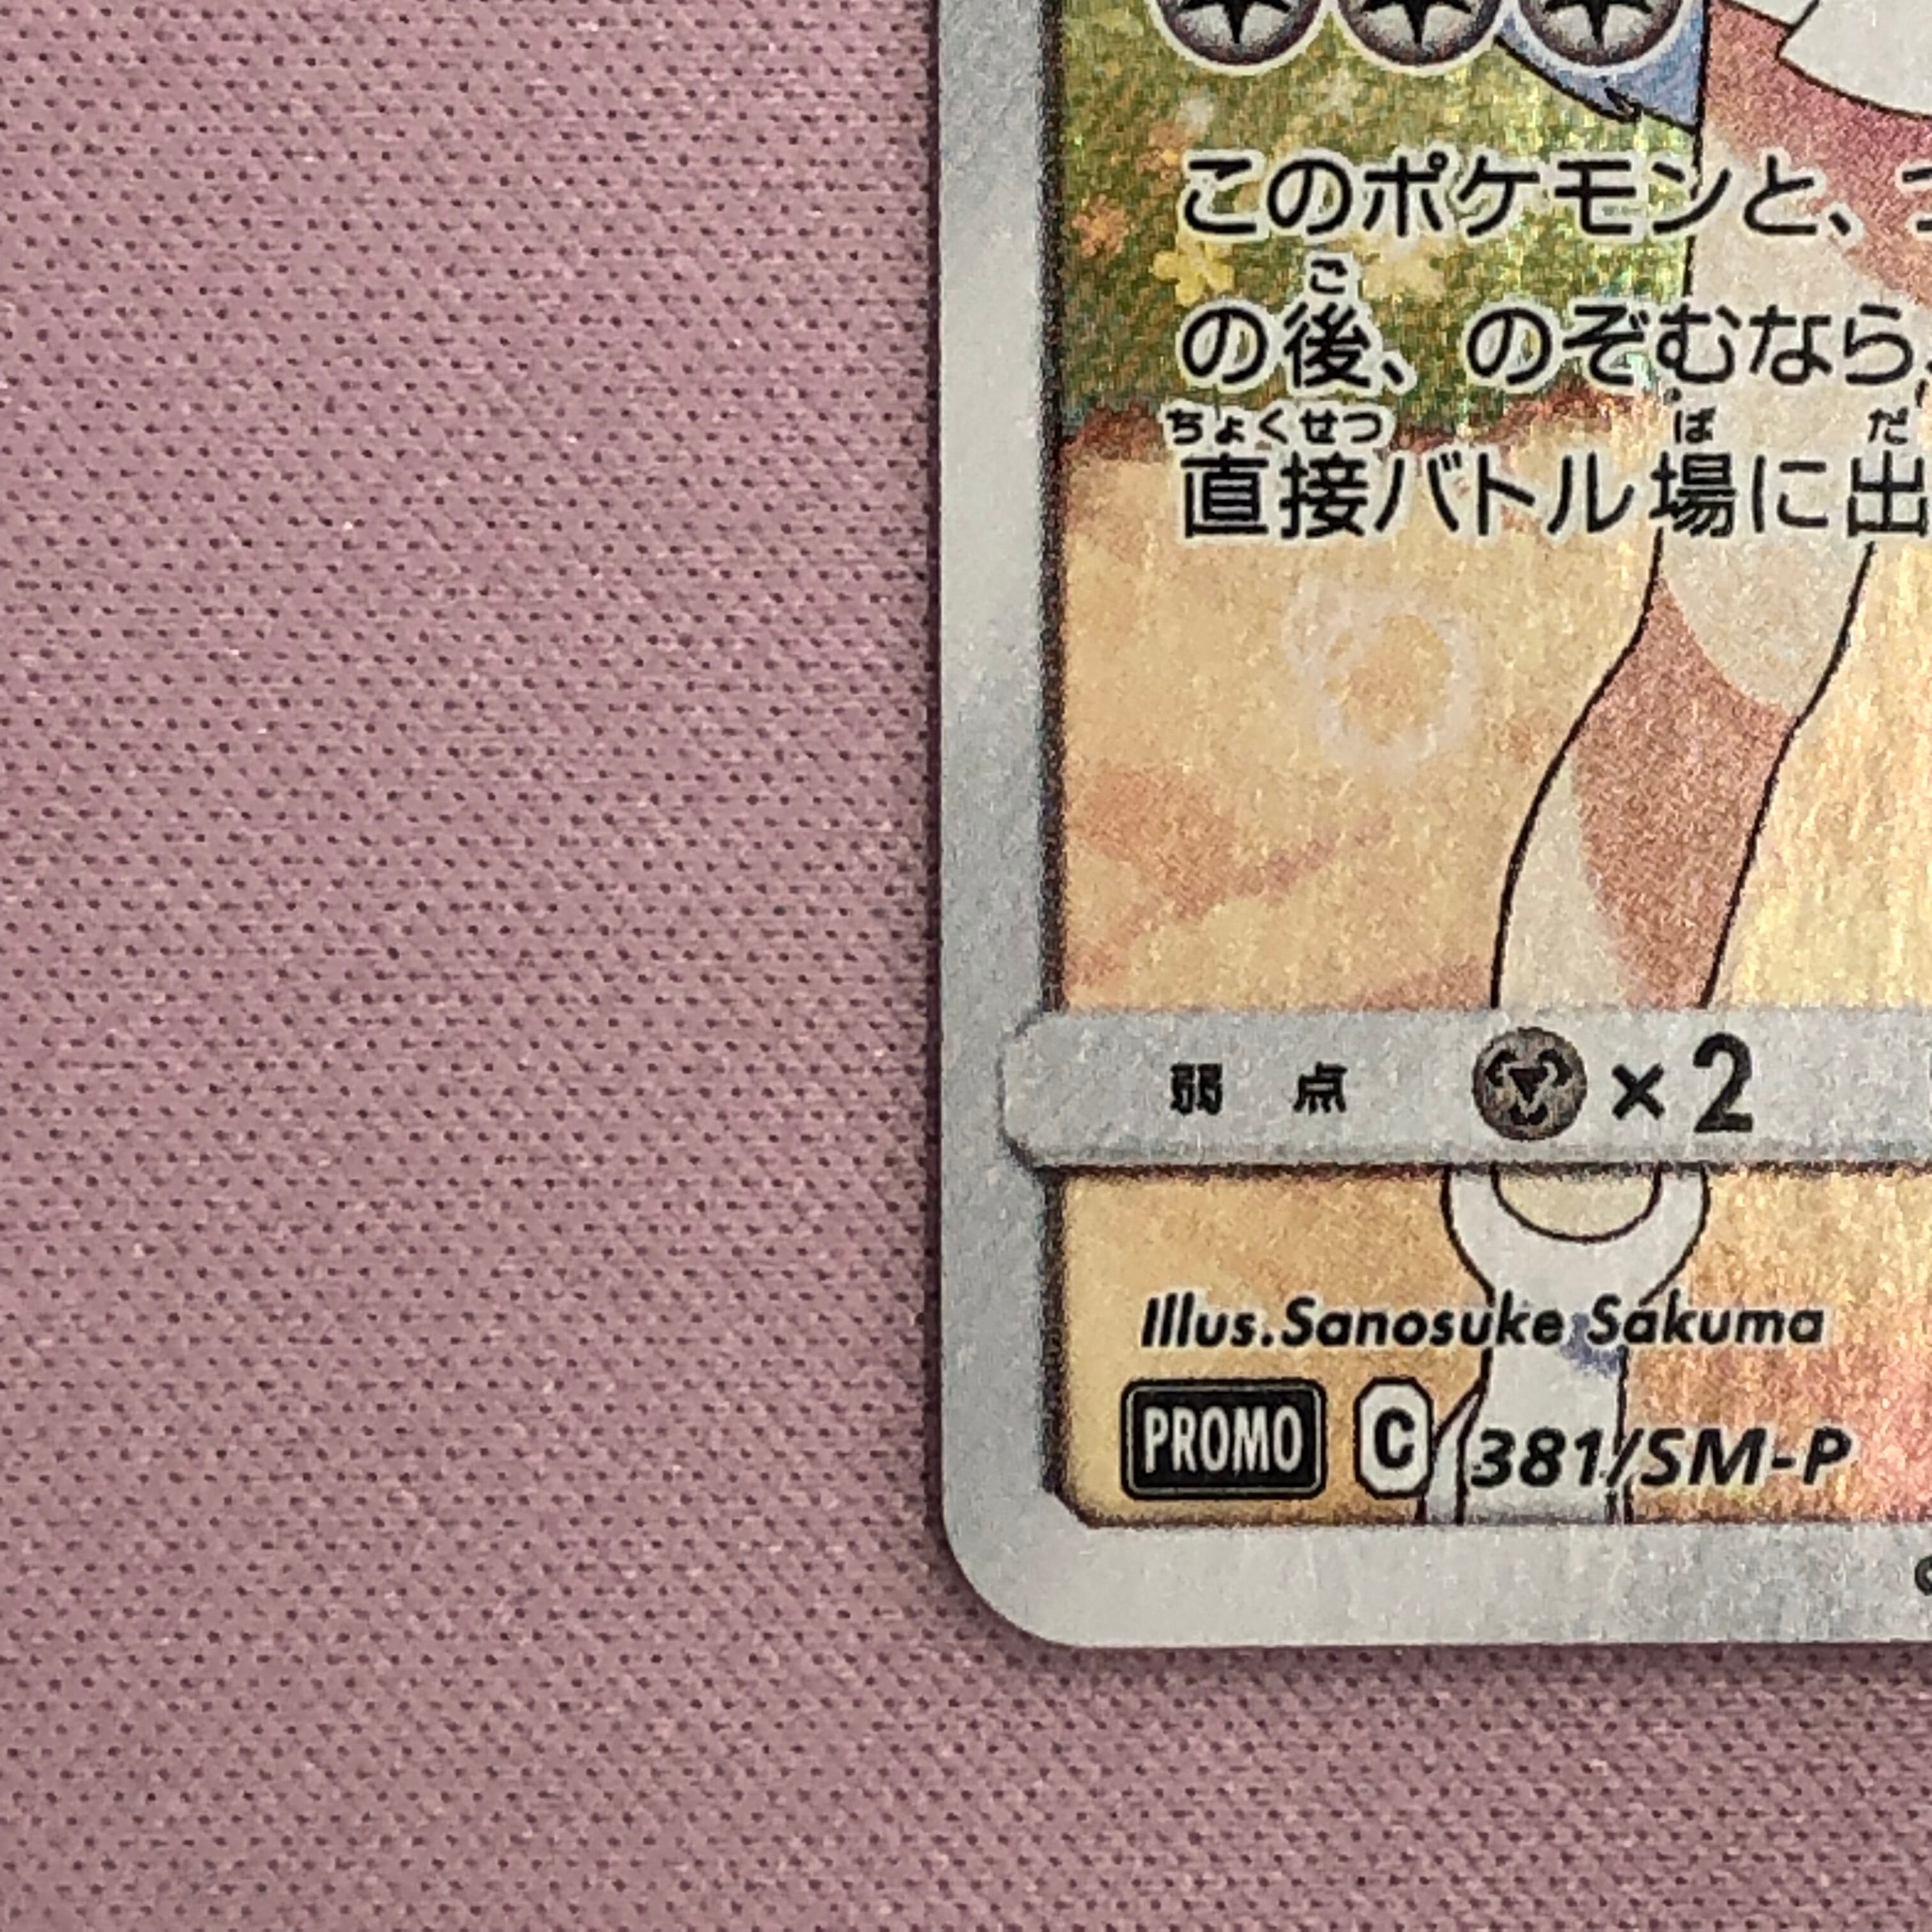 このポケモンと、
の後、のぞむなら、
直接バトル場に出
弱点 ×2
Illus. Sanosuke Sakuma
PROMO C 381/SM-P